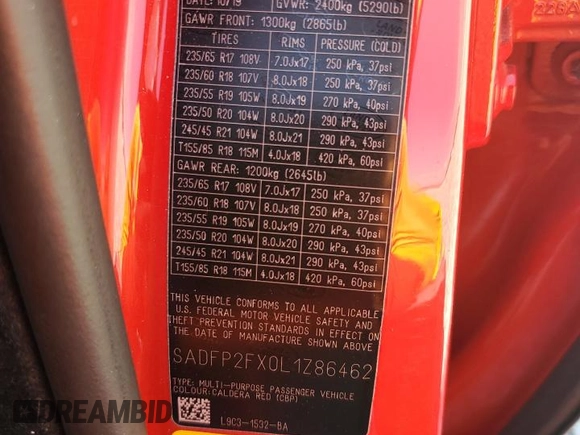 DATE: 10/19 GVWR: 2400kg (5290lb)
GAWR FRONT: 1300kg (2865lb)
TIRES RIMS PRESSURE (COLD)
235/65 R17 108V 7.0Jx17 250 kPa, 37psi
235/60 R18 107V 8.0Jx18 250 kPa, 37psi
235/55 R19 105W 8.0Jx19 270 kPa, 40psi
235/50 R20 104W 8.0Jx20 290 kPa, 43psi
245/45 R21 104W 8.0Jx21 290 kPa, 43psi
T155/85 R18 115M 4.0Jx18 420 kPa, 60psi
GAWR REAR: 1200kg (2645lb)
235/65 R17 108V 7.0Jx17 250 kPa, 37psi
235/60 R18 107V 8.0Jx18 250 kPa, 37psi
235/55 R19 105W 8.0Jx19 270 kPa, 40psi
235/50 R20 104W 8.0Jx20 290 kPa, 43psi
245/45 R21 104W 8.0Jx21 290 kPa, 43psi
T155/85 R18 115M 4.0Jx18 420 kPa, 60psi
THIS VEHICLE CONFORMS TO ALL APPLICABLE
U.S. FEDERAL MOTOR VEHICLE SAFETY AND
THEFT PREVENTION STANDARDS IN EFFECT ON
THE DATE OF MANUFACTURE SHOWN ABOVE.
SADFP2FX0L1Z86462
TYPE: MULTI-PURPOSE PASSENGER VEHICLE
COLOUR: CALDERA RED (CBP)
L9C3-1532-BA
DREAMBID